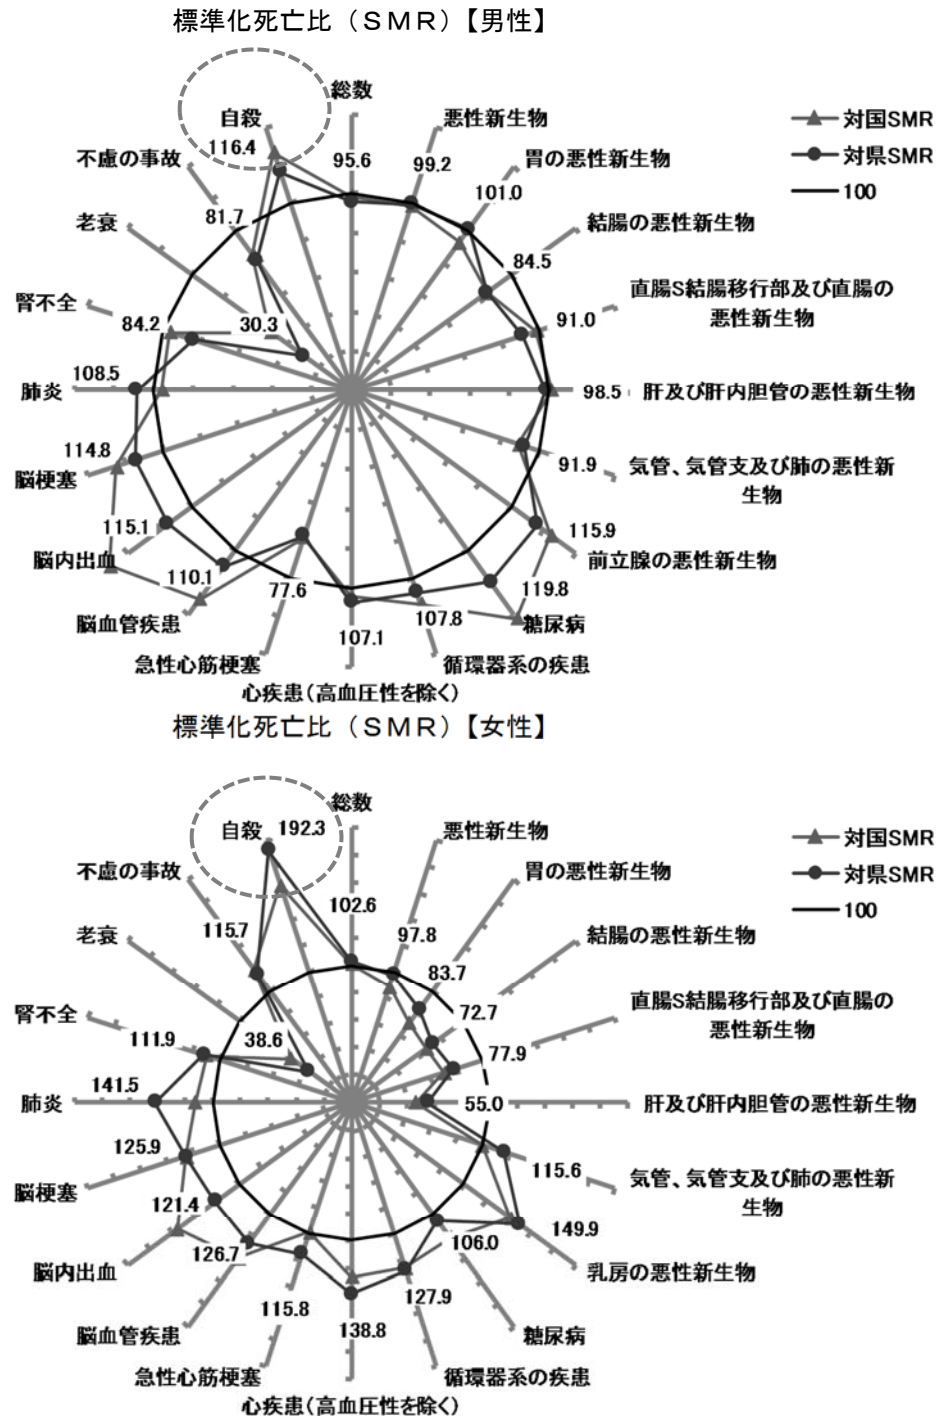 標準化死亡比（ＳＭＲ）【男性】
総数
自殺
悪性新生物
対国SMR
116.4
不慮の事故
95.6
99.2
胃の悪性新生物
対県SMR
101.0
100
81.7
老衰
結腸の悪性新生物
84.5
直腸S結腸移行部及び直腸の
悪性新生物
腎不全
84.2
30.3
91.0
108.5
肺炎
98.5
肝及び肝内胆管の悪性新生物
114.8
脳梗塞
91.9
気管、気管支及び肺の悪性新
生物
115.1
115.9
脳内出血
前立腺の悪性新生物
110.1
77.6
119.8
脳血管疾患
107.1
107.8
糖尿病
急性心筋梗塞
循環器系の疾患
心疾患(高血圧性を除く)
標準化死亡比（ＳＭＲ）【女性】
総数
自殺
192.3
悪性新生物
対国SMR
不慮の事故
胃の悪性新生物
対県SMR
102.6
100
115.7
97.8
老衰
結腸の悪性新生物
83.7
直腸S結腸移行部及び直腸の
悪性新生物
腎不全
72.7
111.9
38.6
77.9
141.5
肺炎
55.0
肝及び肝内胆管の悪性新生物
125.9
115.6
脳梗塞
気管、気管支及び肺の悪性新
生物
121.4
149.9
126.7
106.0
脳内出血
乳房の悪性新生物
115.8
127.9
138.8
脳血管疾患
糖尿病
急性心筋梗塞
循環器系の疾患
心疾患(高血圧性を除く)